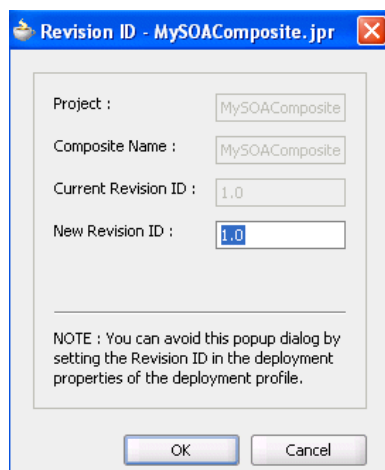 Revision ID - MySOAComposite.jpr
Project : MySOAComposite
Composite Name : MySOAComposite
Current Revision ID : 1.0
New Revision ID : 1.0
NOTE : You can avoid this popup dialog by
setting the Revision ID in the deployment
properties of the deployment profile.
OK Cancel